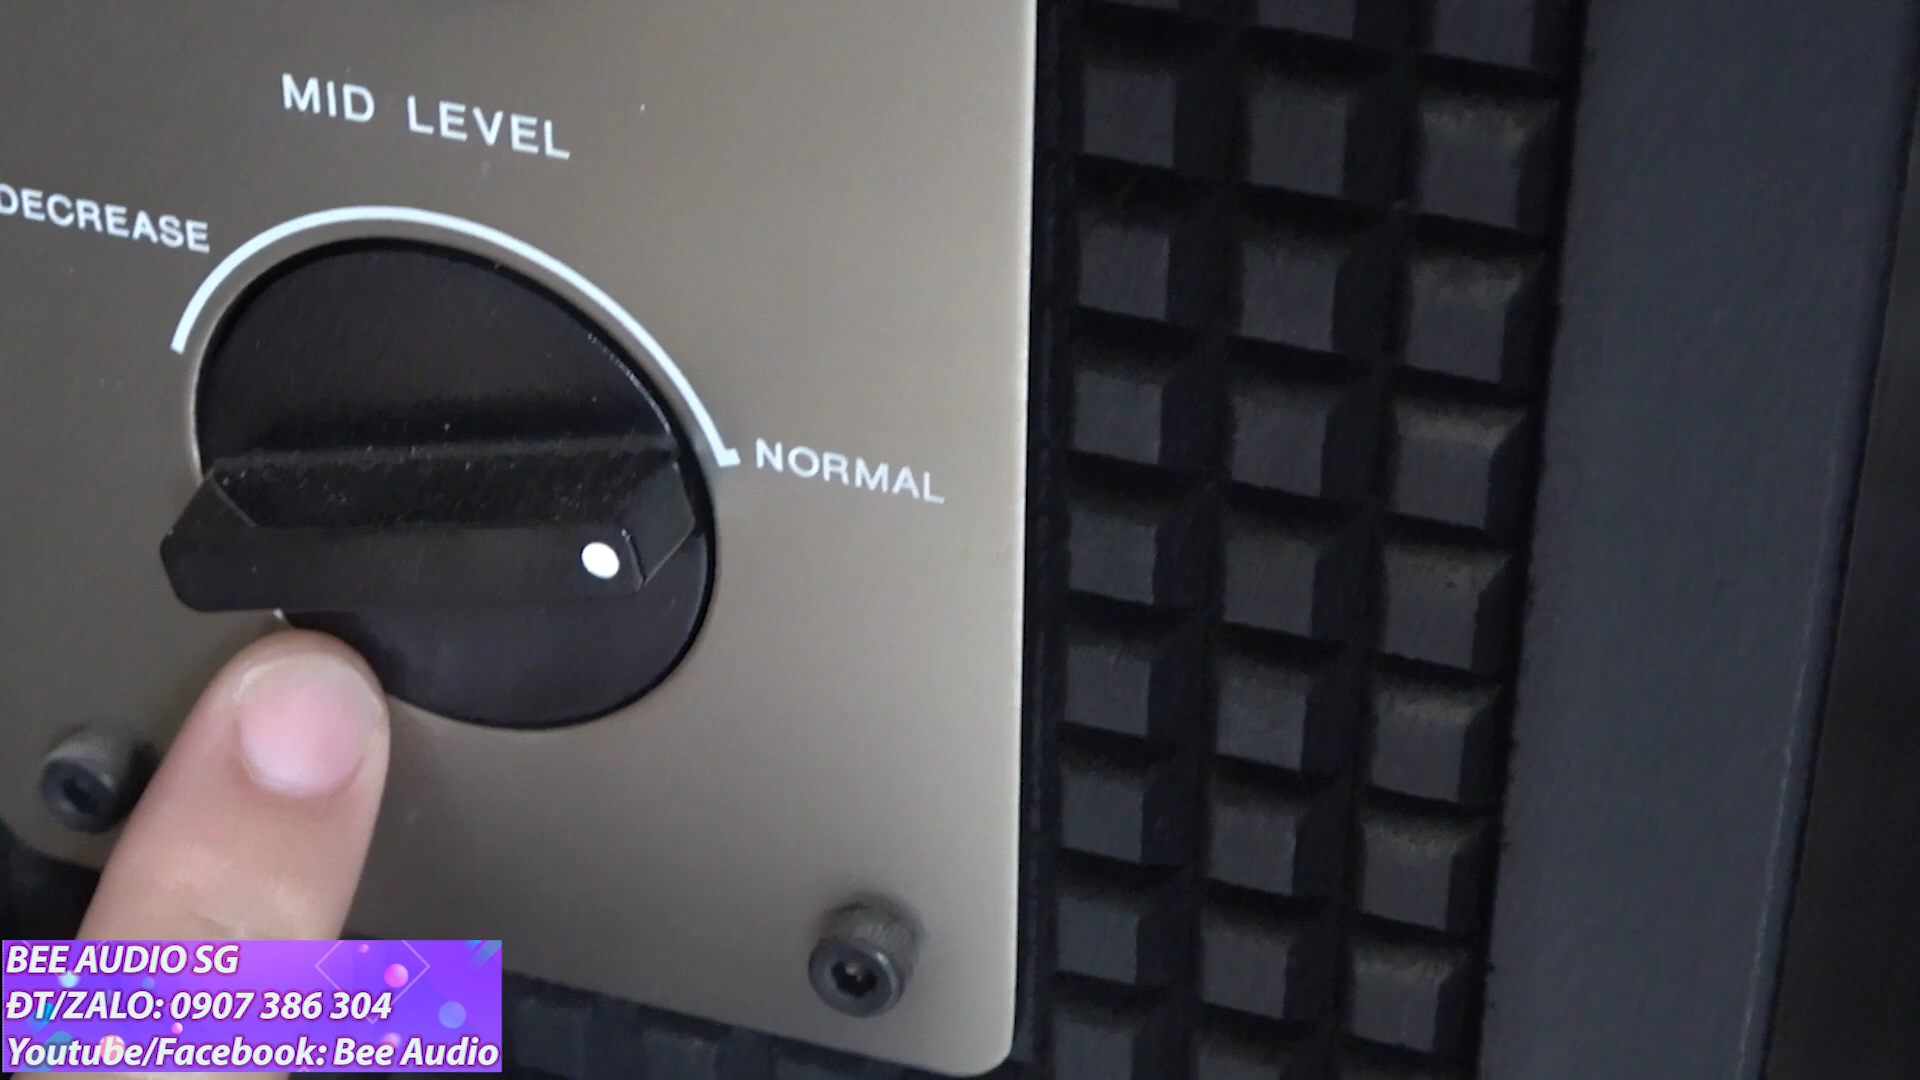 MID LEVEL
DECREASE
NORMAL
BEE AUDIO SG
ĐT/ZALO: 0907 386 304
Youtube/Facebook: Bee Audio